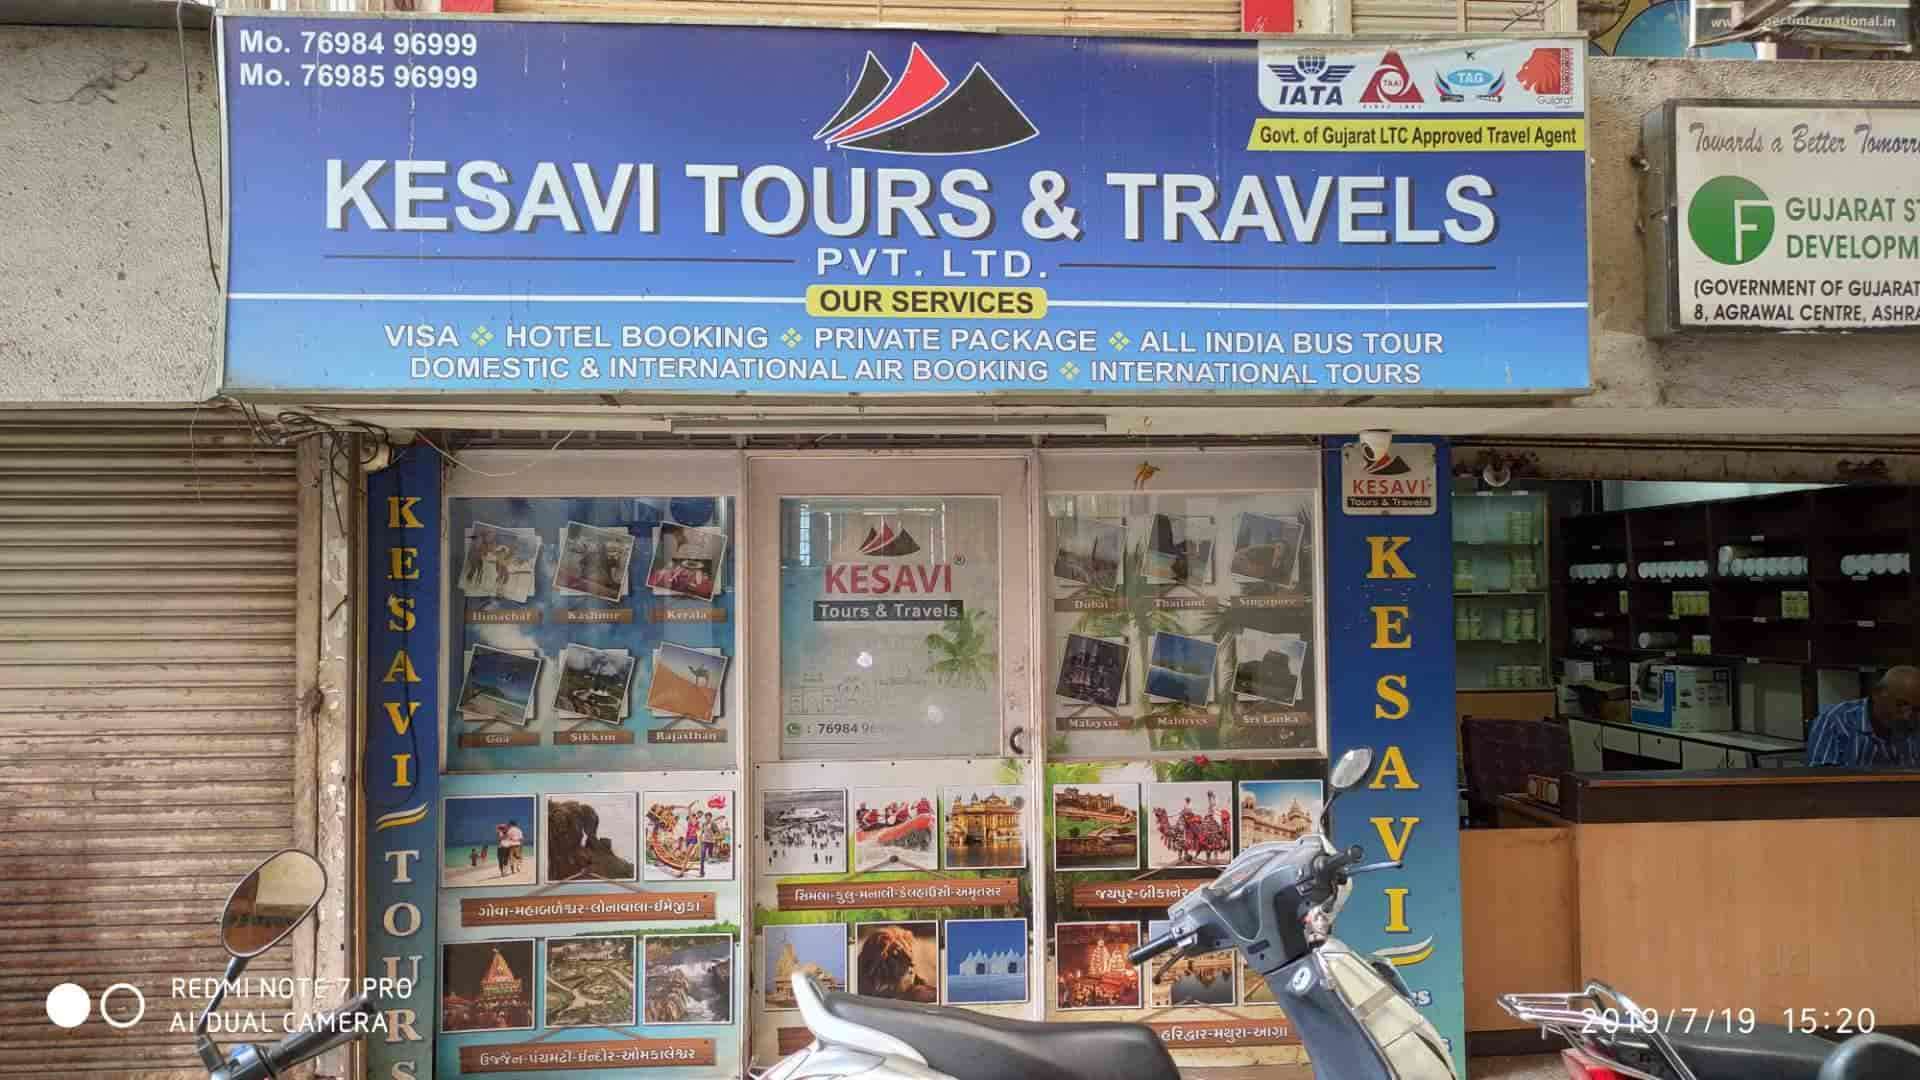 Mo. 76984 96999
Mo. 76985 96999
IATA
TAAI
TAG
Gujarat
Govt. of Gujarat LTC Approved Travel Agent
KESAVI TOURS & TRAVELS
PVT. LTD.
OUR SERVICES
VISA ❖ HOTEL BOOKING ❖ PRIVATE PACKAGE ❖ ALL INDIA BUS TOUR
DOMESTIC & INTERNATIONAL AIR BOOKING ❖ INTERNATIONAL TOURS
Towards a Better Tomorr
GUJARAT ST
DEVELOPM
(GOVERNMENT OF GUJARAT
8, AGRAWAL CENTRE, ASHRA
KESAVI TOURS
Himachal Kashmir Kerala
Goa Sikkim Rajasthan
KESAVI®
Tours & Travels
: 76984 96
Dubai Thailand Singapore
Malaysia Maldives Sri Lanka
KESAVI
Tours & Travels
KESAVI
ગોવા-મહાબળેશ્વર-લોનાવાલા-ઈમેજીકા
સિમલા-કુલુ-મનાલી-ડેલહાઉસી-અમૃતસર
જયપુર-બીકાનેર
ઉજ્જૈન-પંચમઢી-ઈન્દોર-ઓમકાલેશ્વર
હરિદ્વાર-મથુરા-આગ્રા
REDMI NOTE 7 PRO
AI DUAL CAMERA
2019/7/19 15:20